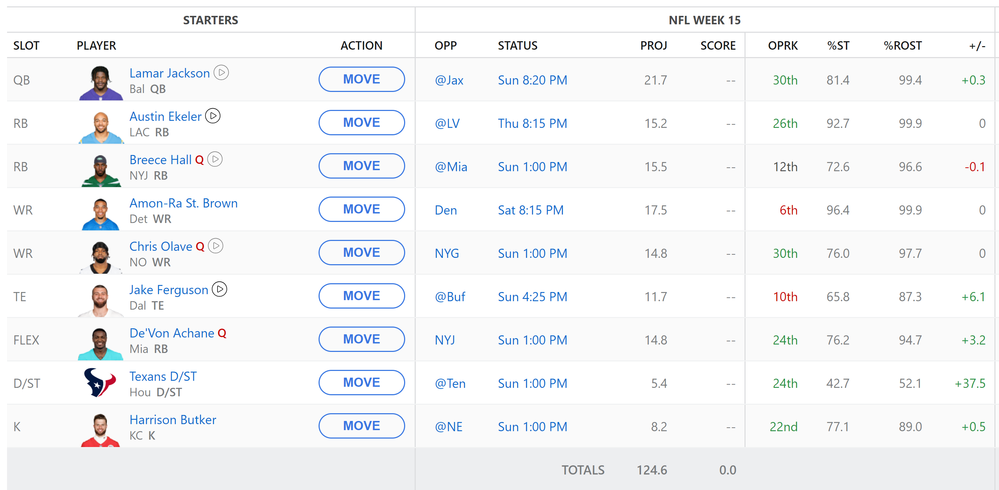 STARTERS NFL WEEK 15
SLOT PLAYER ACTION OPP STATUS PROJ SCORE OPRK %ST %ROST +/-
QB Lamar Jackson MOVE @Jax Sun 8:20 PM 21.7 -- 30th 81.4 99.4 +0.3
Bal QB
RB Austin Ekeler MOVE @LV Thu 8:15 PM 15.2 -- 26th 92.7 99.9 0
LAC RB
RB Breece Hall Q MOVE @Mia Sun 1:00 PM 15.5 -- 12th 72.6 96.6 -0.1
NYJ RB
WR Amon-Ra St. Brown MOVE Den Sat 8:15 PM 17.5 -- 6th 96.4 99.9 0
Det WR
WR Chris Olave Q MOVE NYG Sun 1:00 PM 14.8 -- 30th 76.0 97.7 0
NO WR
TE Jake Ferguson MOVE @Buf Sun 4:25 PM 11.7 -- 10th 65.8 87.3 +6.1
Dal TE
FLEX De'Von Achane Q MOVE NYJ Sun 1:00 PM 14.8 -- 24th 76.2 94.7 +3.2
Mia RB
D/ST Texans D/ST MOVE @Ten Sun 1:00 PM 5.4 -- 24th 42.7 52.1 +37.5
Hou D/ST
K Harrison Butker MOVE @NE Sun 1:00 PM 8.2 -- 22nd 77.1 89.0 +0.5
KC K
TOTALS 124.6 0.0